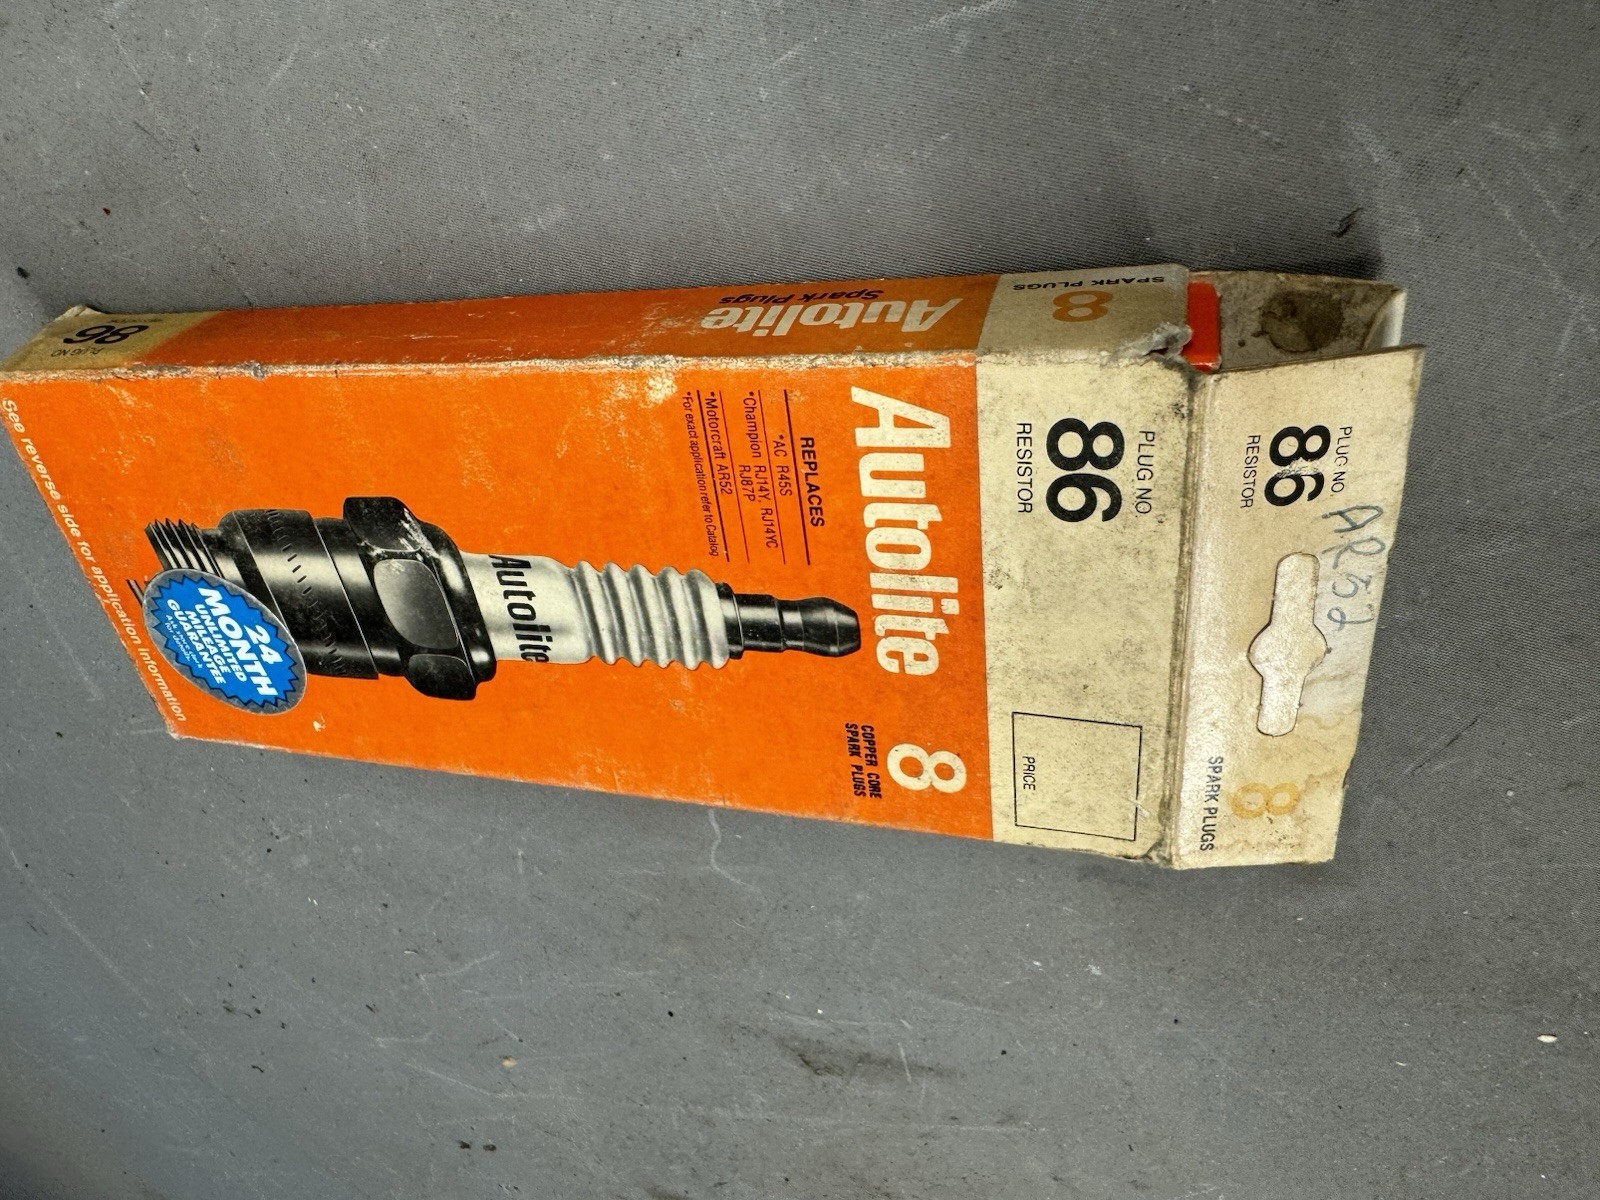 PLUG NO.
86
RESISTOR
AR52
8
SPARK PLUGS
PLUG NO.
86
RESISTOR
PRICE
Autolite 8
COPPER CORE
SPARK PLUGS
REPLACES
*AC R45S
*Champion RJ14Y, RJ14YC
RJ87P
*Motorcraft AR52
*For exact application refer to Catalog
Autolite
24
MONTH
UNLIMITED
MILEAGE
GUARANTEE
See reverse side for application information
8
SPARK PLUGS
Autolite
Spark Plugs
PLUG NO.
86